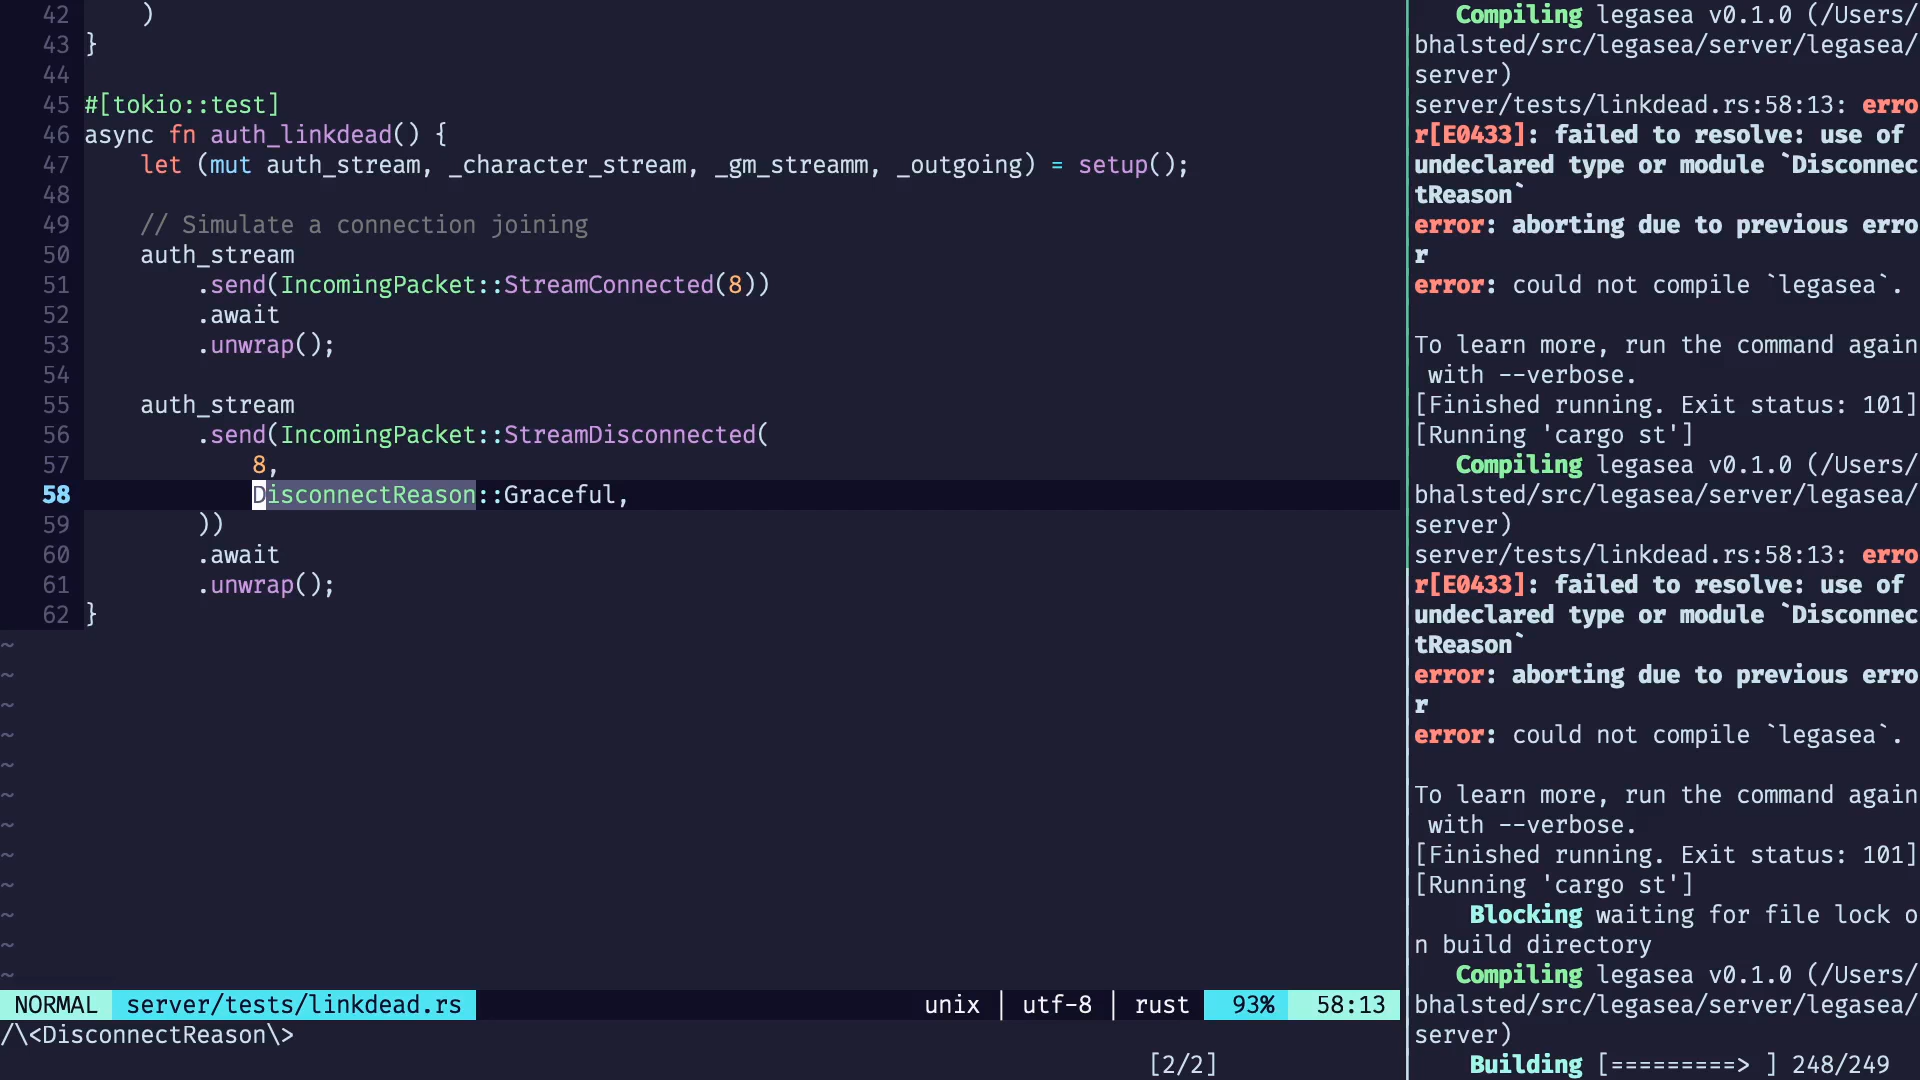 42     )
43 }
44
45 #[tokio::test]
46 async fn auth_linkdead() {
47     let (mut auth_stream, _character_stream, _gm_streamm, _outgoing) = setup();
48
49     // Simulate a connection joining
50     auth_stream
51         .send(IncomingPacket::StreamConnected(8))
52         .await
53         .unwrap();
54
55     auth_stream
56         .send(IncomingPacket::StreamDisconnected(
57             8,
58             DisconnectReason::Graceful,
59         ))
60         .await
61         .unwrap();
62 }
~
~
~
~
~
~
~
~
~
~
~
~
NORMAL server/tests/linkdead.rs unix | utf-8 | rust 93% 58:13
/\<DisconnectReason\>
[2/2]
   Compiling legasea v0.1.0 (/Users/
bhalsted/src/legasea/server/legasea/
server)
server/tests/linkdead.rs:58:13: erro
r[E0433]: failed to resolve: use of
undeclared type or module `Disconnec
tReason`
error: aborting due to previous erro
r
error: could not compile `legasea`.

To learn more, run the command again
 with --verbose.
[Finished running. Exit status: 101]
[Running 'cargo st']
   Compiling legasea v0.1.0 (/Users/
bhalsted/src/legasea/server/legasea/
server)
server/tests/linkdead.rs:58:13: erro
r[E0433]: failed to resolve: use of
undeclared type or module `Disconnec
tReason`
error: aborting due to previous erro
r
error: could not compile `legasea`.

To learn more, run the command again
 with --verbose.
[Finished running. Exit status: 101]
[Running 'cargo st']
    Blocking waiting for file lock o
n build directory
   Compiling legasea v0.1.0 (/Users/
bhalsted/src/legasea/server/legasea/
server)
    Building [=========> ] 248/249